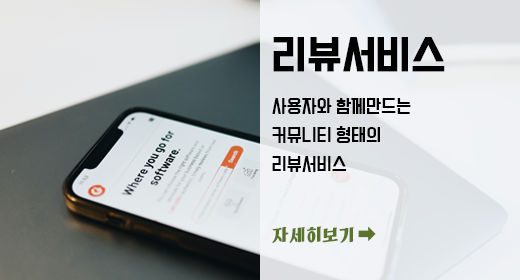 리뷰서비스
사용자와 함께만드는
커뮤니티 형태의
리뷰서비스
자세히보기 ➡
Where you go for
software.
Search